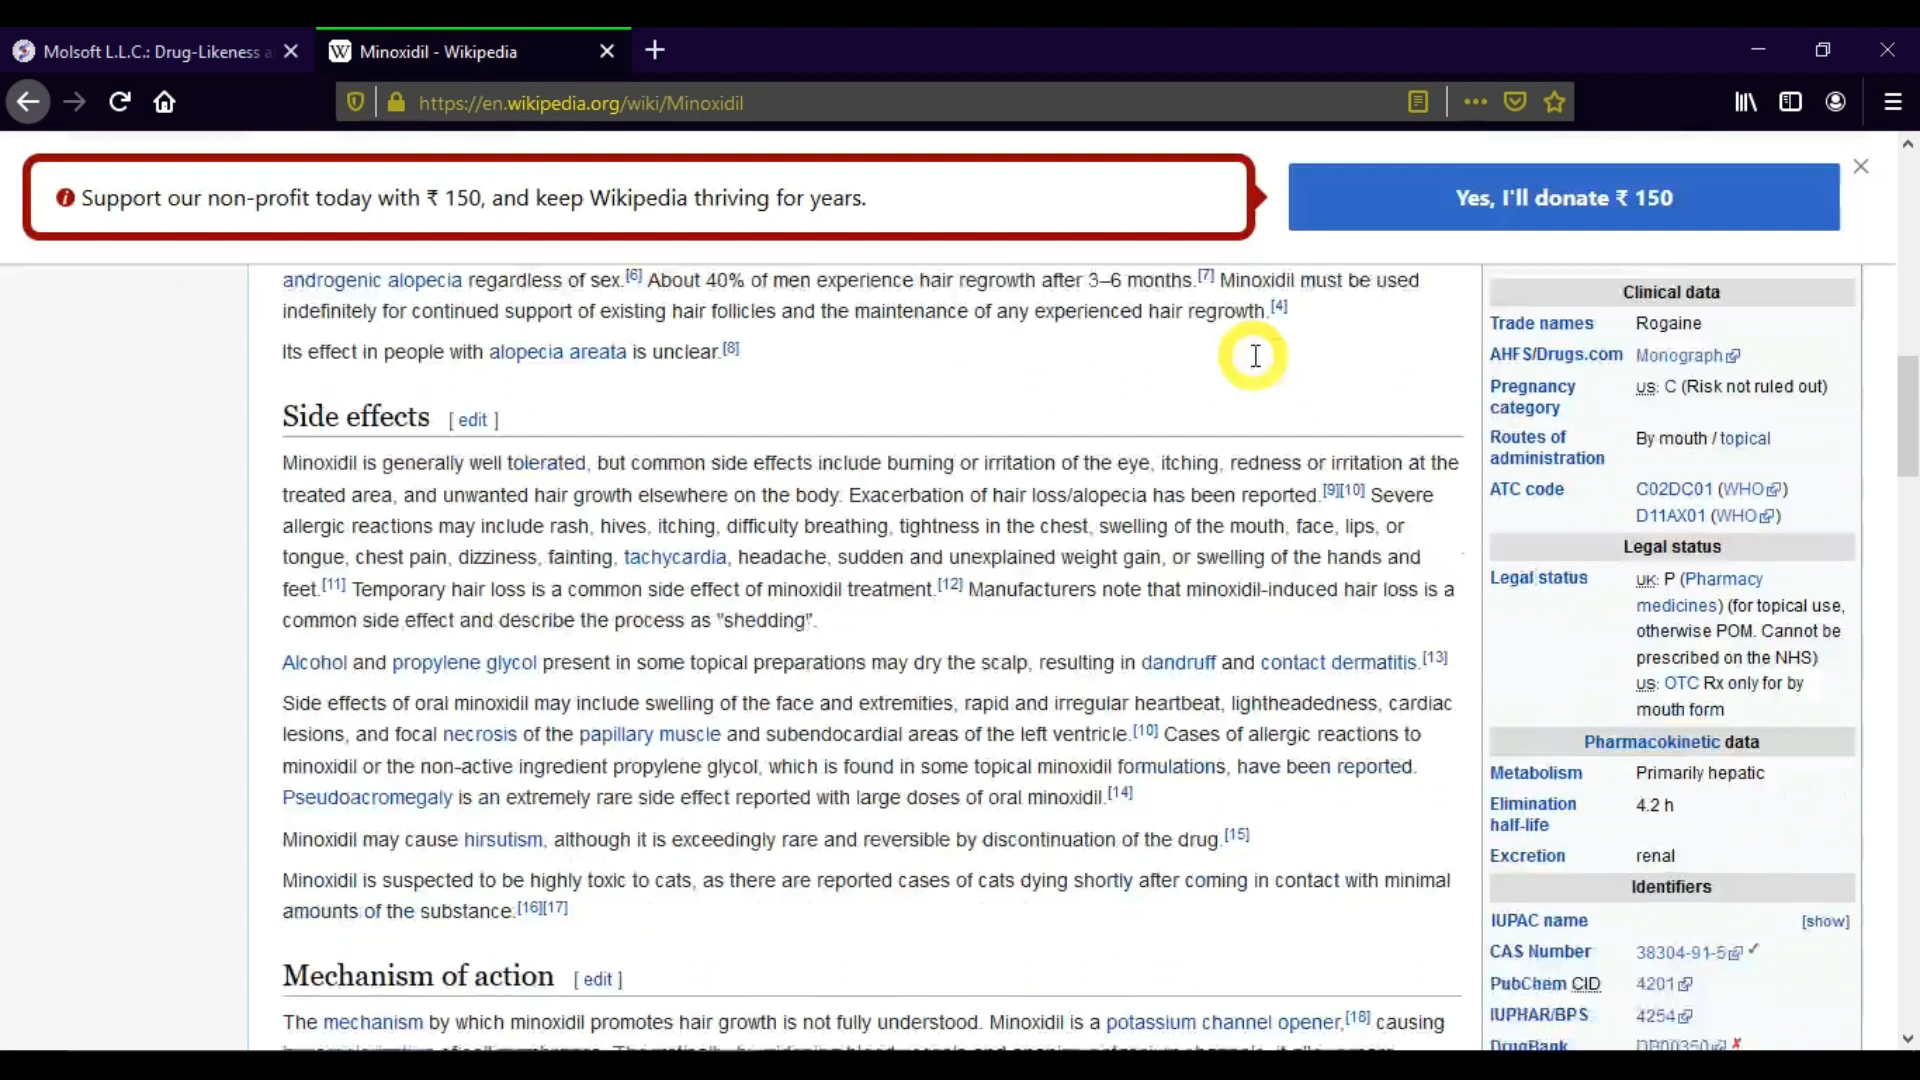 Molsoft L.L.C.: Drug-Likeness a
Minoxidil - Wikipedia
https://en.wikipedia.org/wiki/Minoxidil
Support our non-profit today with ₹ 150, and keep Wikipedia thriving for years.
Yes, I'll donate ₹ 150
androgenic alopecia regardless of sex.[6] About 40% of men experience hair regrowth after 3–6 months.[7] Minoxidil must be used
indefinitely for continued support of existing hair follicles and the maintenance of any experienced hair regrowth.[4]
Its effect in people with alopecia areata is unclear.[8]
Side effects [ edit ]
Minoxidil is generally well tolerated, but common side effects include burning or irritation of the eye, itching, redness or irritation at the
treated area, and unwanted hair growth elsewhere on the body. Exacerbation of hair loss/alopecia has been reported.[9][10] Severe
allergic reactions may include rash, hives, itching, difficulty breathing, tightness in the chest, swelling of the mouth, face, lips, or
tongue, chest pain, dizziness, fainting, tachycardia, headache, sudden and unexplained weight gain, or swelling of the hands and
feet.[11] Temporary hair loss is a common side effect of minoxidil treatment.[12] Manufacturers note that minoxidil-induced hair loss is a
common side effect and describe the process as "shedding".
Alcohol and propylene glycol present in some topical preparations may dry the scalp, resulting in dandruff and contact dermatitis.[13]
Side effects of oral minoxidil may include swelling of the face and extremities, rapid and irregular heartbeat, lightheadedness, cardiac
lesions, and focal necrosis of the papillary muscle and subendocardial areas of the left ventricle.[10] Cases of allergic reactions to
minoxidil or the non-active ingredient propylene glycol, which is found in some topical minoxidil formulations, have been reported.
Pseudoacromegaly is an extremely rare side effect reported with large doses of oral minoxidil.[14]
Minoxidil may cause hirsutism, although it is exceedingly rare and reversible by discontinuation of the drug.[15]
Minoxidil is suspected to be highly toxic to cats, as there are reported cases of cats dying shortly after coming in contact with minimal
amounts of the substance.[16][17]
Mechanism of action [ edit ]
The mechanism by which minoxidil promotes hair growth is not fully understood. Minoxidil is a potassium channel opener,[18] causing
Clinical data
Trade names Rogaine
AHFS/Drugs.com Monograph
Pregnancy US: C (Risk not ruled out)
category
Routes of By mouth / topical
administration
ATC code C02DC01 (WHO)
D11AX01 (WHO)
Legal status
Legal status UK: P (Pharmacy
medicines) (for topical use,
otherwise POM. Cannot be
prescribed on the NHS)
US: OTC Rx only for by
mouth form
Pharmacokinetic data
Metabolism Primarily hepatic
Elimination 4.2 h
half-life
Excretion renal
Identifiers
IUPAC name [show]
CAS Number 38304-91-5
PubChem CID 4201
IUPHAR/BPS 4254
DrugBank DB00350